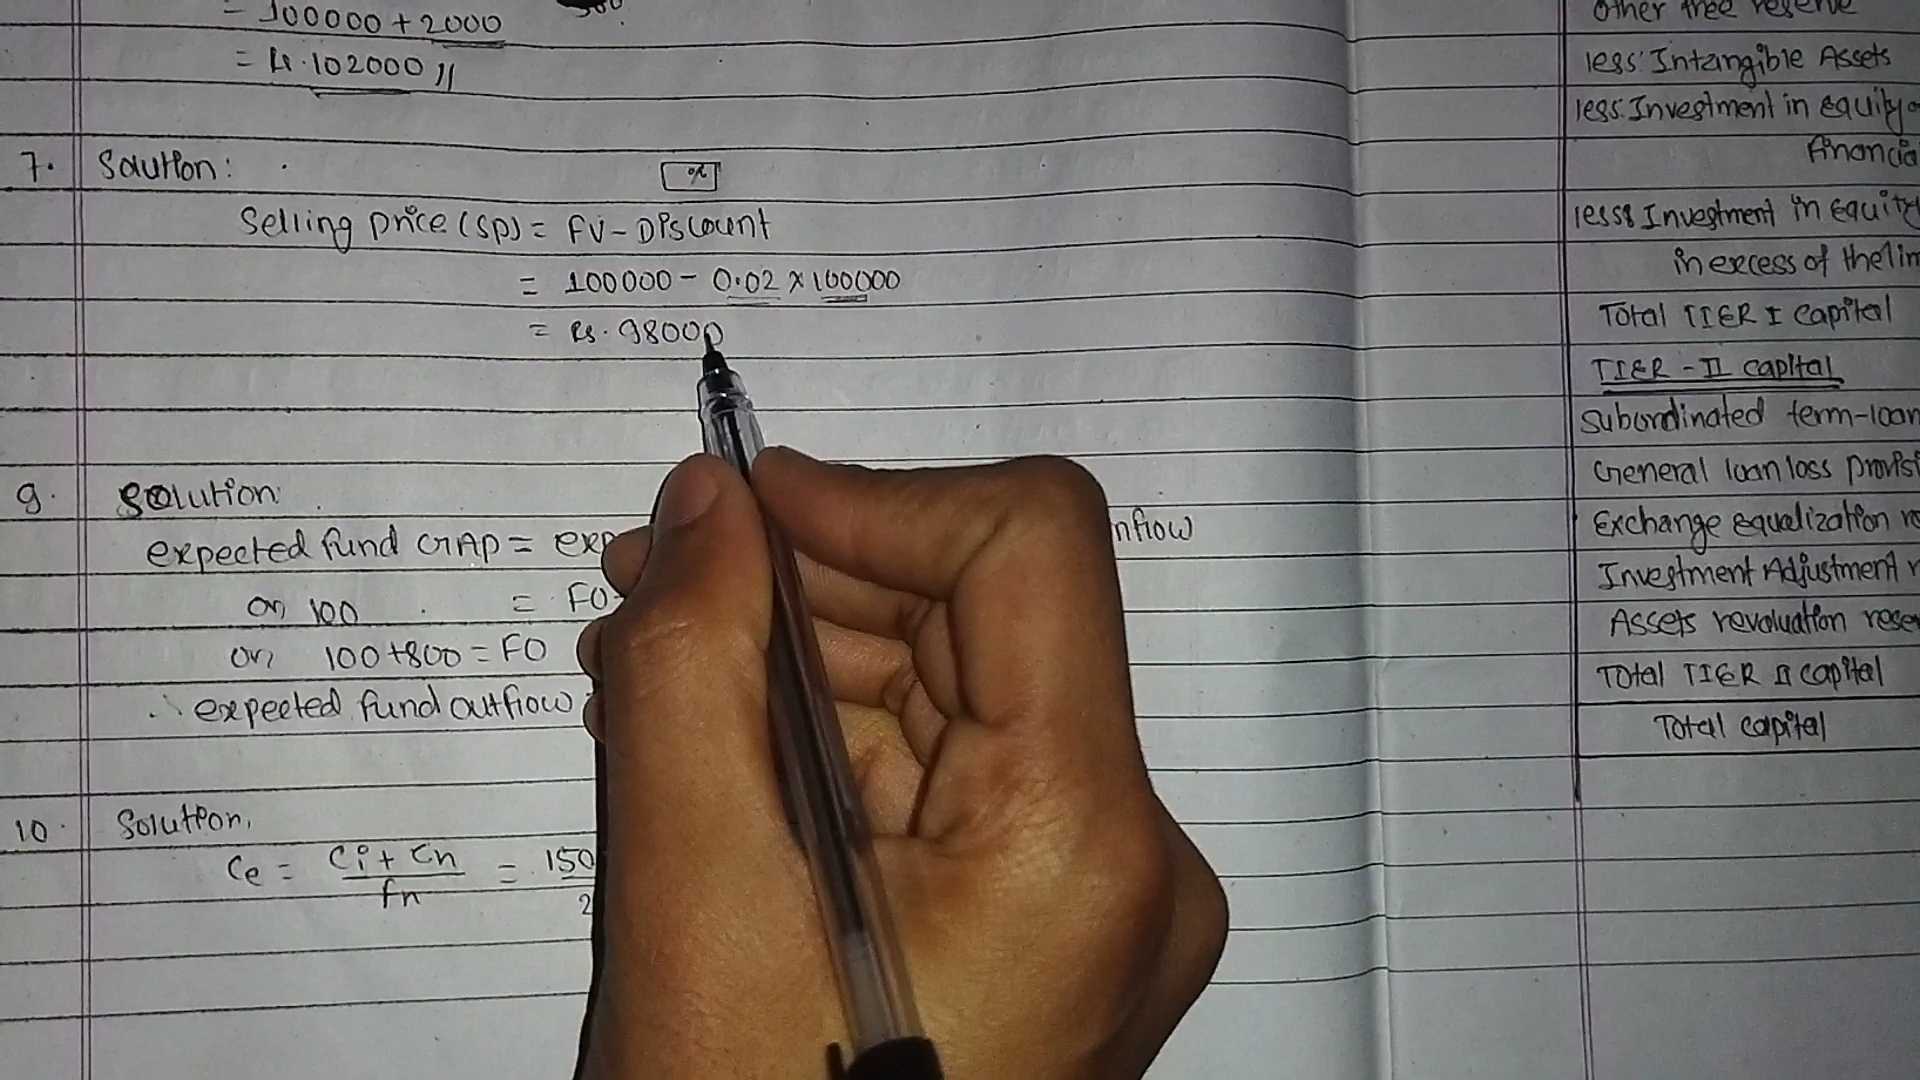 = 100000 + 2000
= Rs. 102000 //
7. Solution:
%
Selling price (SP) = FV - Discount
= 100000 - 0.02 × 100000
= Rs. 98000
9. Solution:
expected fund GAP = exp nflow
on 100 = FO-
on 100+800 = FO
∴ expected fund outflow
10. Solution,
Ce = Ci + Cn / fn = 150 / 2
Other free reserve
less: Intangible Assets
less: Investment in equity o
financia
less: Investment in equity
in excess of the lim
Total TIER I capital
TIER - II capital
Subordinated term-loan
General loan loss provisi
Exchange equalization re
Investment Adjustment r
Assets revaluation rese
Total TIER II capital
Total capital